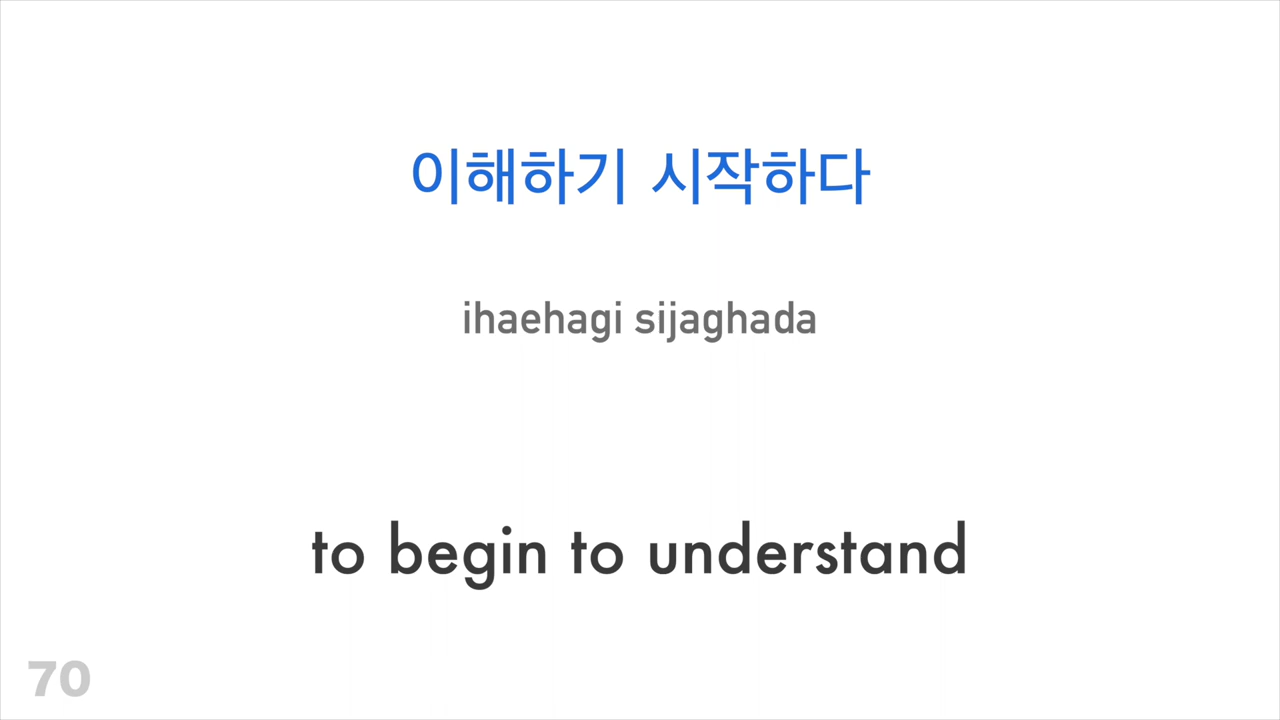 이해하기 시작하다
ihaehagi sijaghada
to begin to understand
70